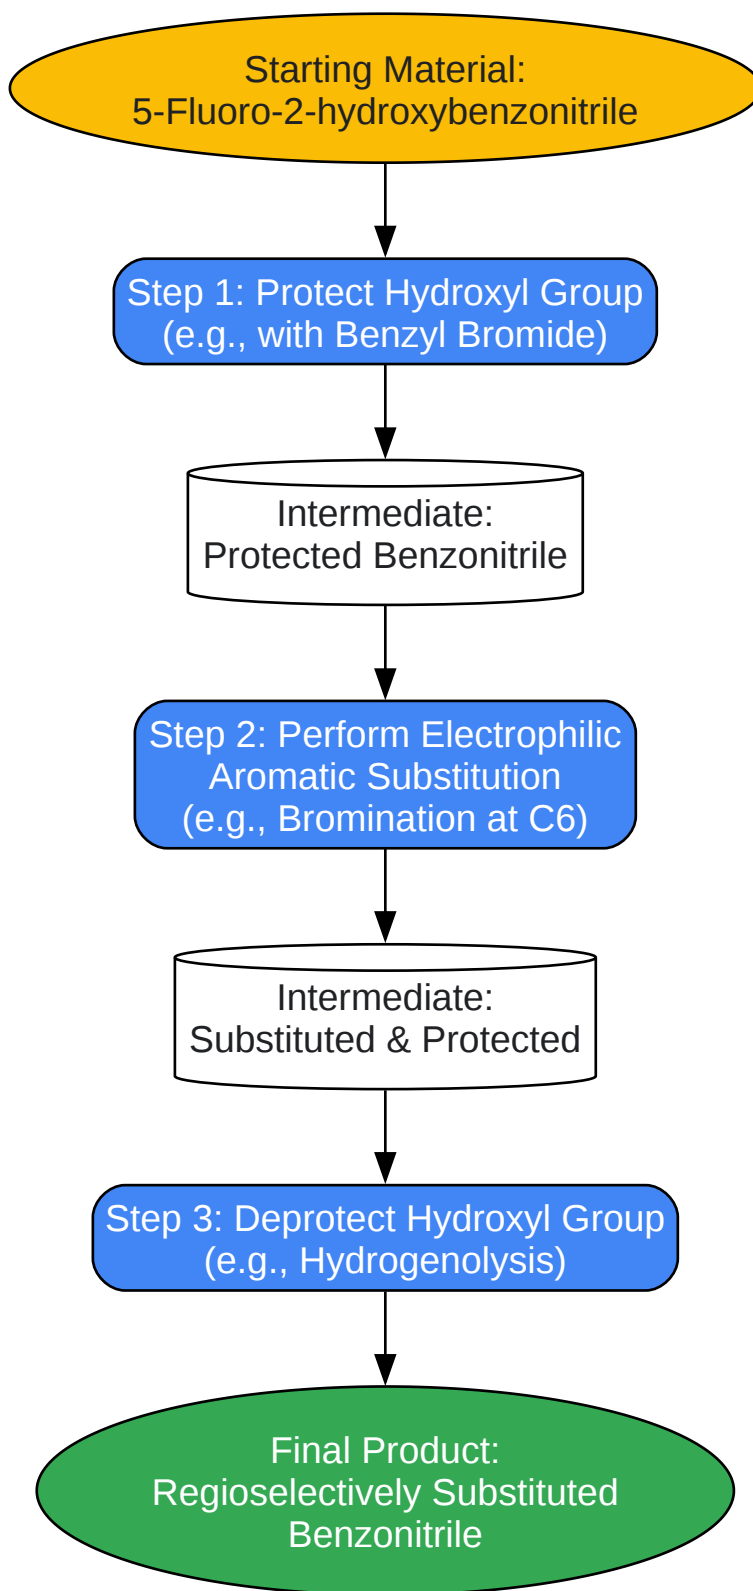 Starting Material:
5-Fluoro-2-hydroxybenzonitrile
Step 1: Protect Hydroxyl Group
(e.g., with Benzyl Bromide)
Intermediate:
Protected Benzonitrile
Step 2: Perform Electrophilic
Aromatic Substitution
(e.g., Bromination at C6)
Intermediate:
Substituted & Protected
Step 3: Deprotect Hydroxyl Group
(e.g., Hydrogenolysis)
Final Product:
Regioselectively Substituted
Benzonitrile